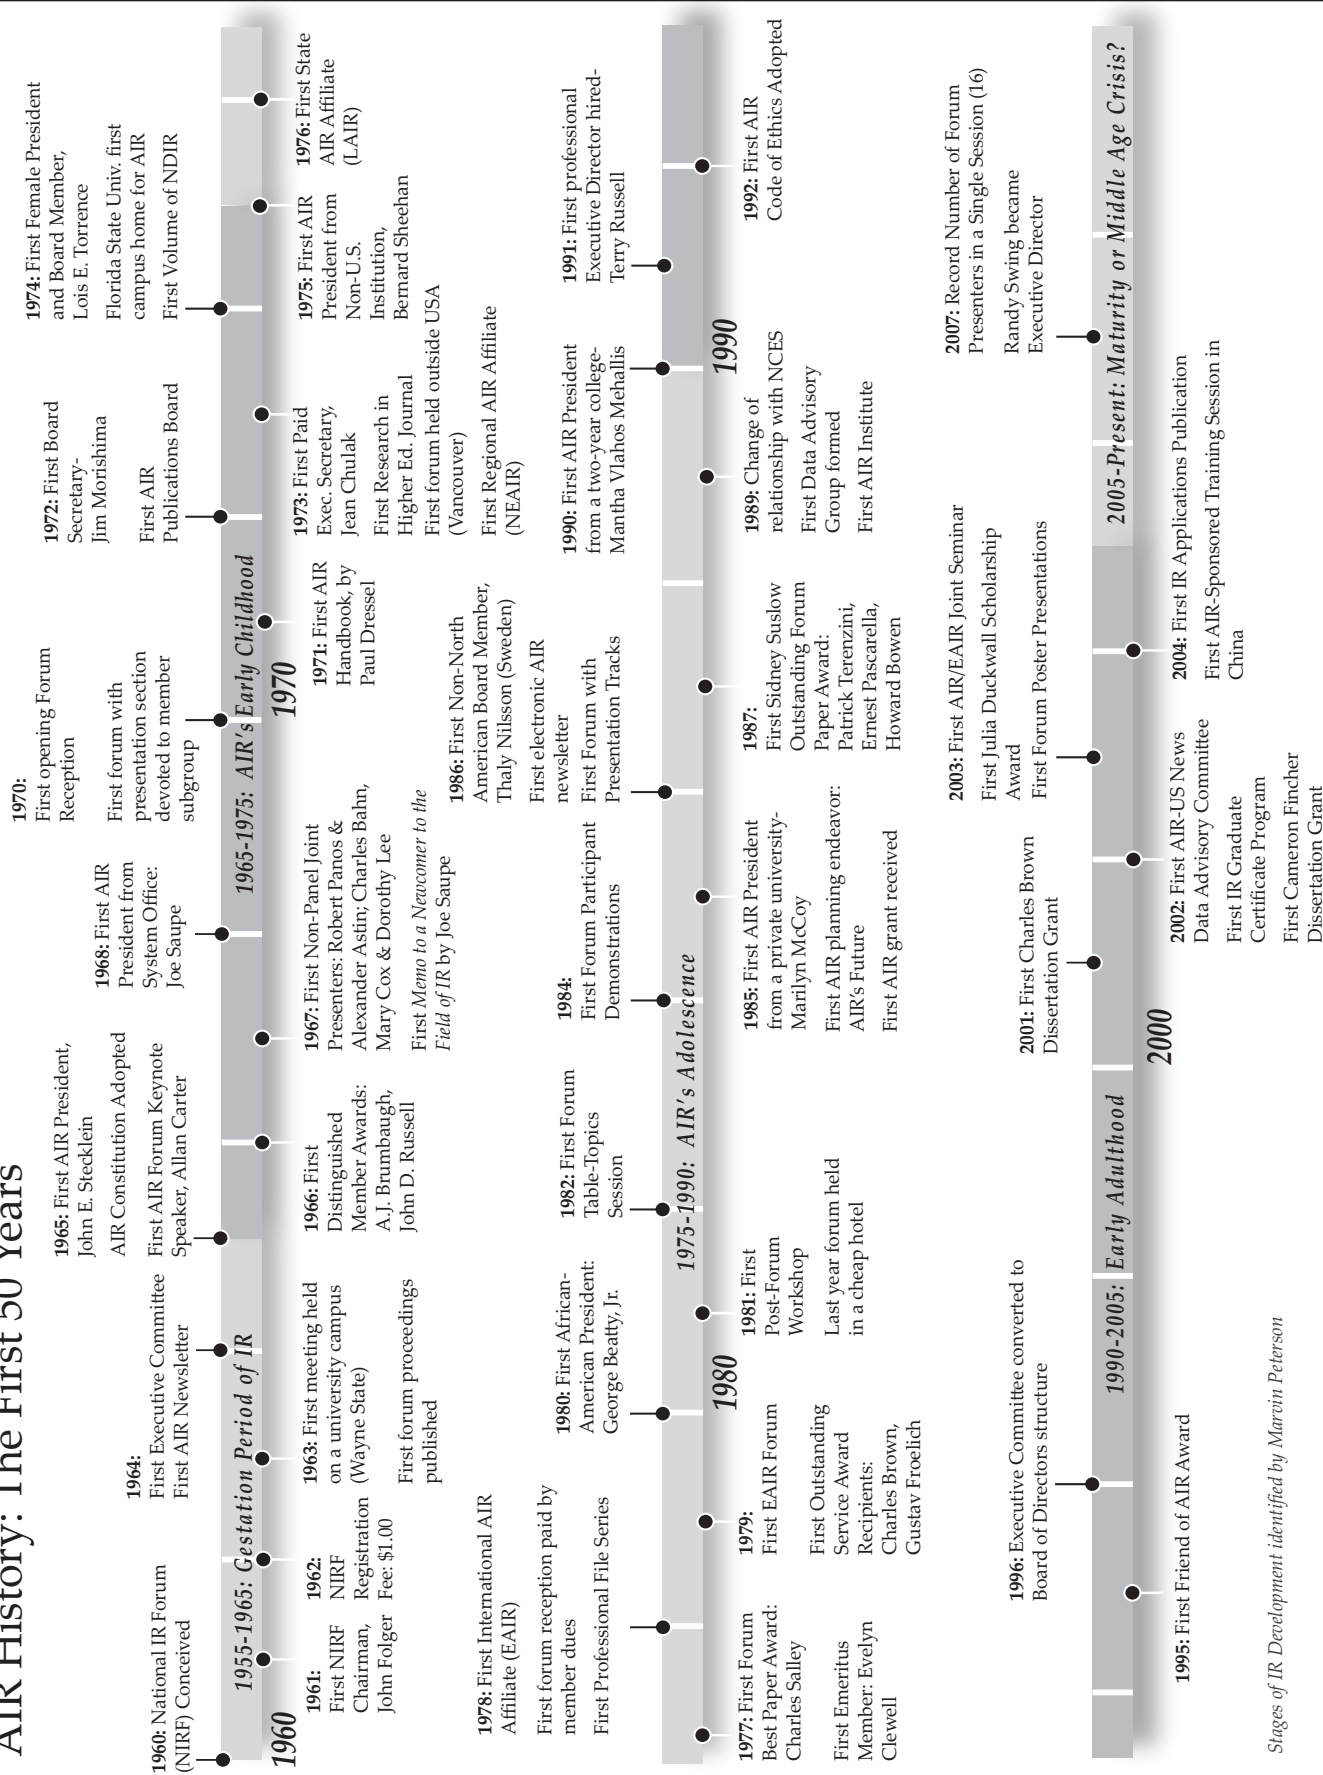 AIR History: The First 50 Years
1960: National IR Forum
(NIRF) Conceived
1964:
First Executive Committee
First AIR Newsletter
1965: First AIR President,
John E. Stecklein
AIR Constitution Adopted
First AIR Forum Keynote
Speaker, Allan Carter
1968: First AIR
President from
System Office:
Joe Saupe
1970:
First opening Forum
Reception
First forum with
presentation section
devoted to member
subgroup
1972: First Board
Secretary-
Jim Morishima
First AIR
Publications Board
1974: First Female President
and Board Member,
Lois E. Torrence
Florida State Univ. first
campus home for AIR
First Volume of NDIR
1955-1965: Gestation Period of IR
1965-1975: AIR's Early Childhood
1960
1970
1961:
First NIRF
Chairman,
John Folger
1962:
NIRF
Registration
Fee: $1.00
1963: First meeting held
on a university campus
(Wayne State)
First forum proceedings
published
1966: First
Distinguished
Member Awards:
A.J. Brumbaugh,
John D. Russell
1967: First Non-Panel Joint
Presenters: Robert Panos &
Alexander Astin; Charles Bahn,
Mary Cox & Dorothy Lee
First Memo to a Newcomer to the
Field of IR by Joe Saupe
1971: First AIR
Handbook, by
Paul Dressel
1973: First Paid
Exec. Secretary,
Jean Chulak
First Research in
Higher Ed. Journal
First forum held outside USA
(Vancouver)
First Regional AIR Affiliate
(NEAIR)
1975: First AIR
President from
Non-U.S.
Institution,
Bernard Sheehan
1976: First State
AIR Affiliate
(LAIR)
1978: First International AIR
Affiliate (EAIR)
First forum reception paid by
member dues
First Professional File Series
1980: First African-
American President:
George Beatty, Jr.
1982: First Forum
Table-Topics
Session
1984:
First Forum Participant
Demonstrations
1986: First Non-North
American Board Member,
Thaly Nilsson (Sweden)
First electronic AIR
newsletter
First Forum with
Presentation Tracks
1990: First AIR President
from a two-year college-
Mantha Vlahos Mehallis
1991: First professional
Executive Director hired-
Terry Russell
1975-1990: AIR's Adolescence
1980
1990
1977: First Forum
Best Paper Award:
Charles Salley
First Emeritus
Member: Evelyn
Clewell
1979:
First EAIR Forum
First Outstanding
Service Award
Recipients:
Charles Brown,
Gustav Froelich
1981: First
Post-Forum
Workshop
Last year forum held
in a cheap hotel
1985: First AIR President
from a private university-
Marilyn McCoy
First AIR planning endeavor:
AIR's Future
First AIR grant received
1987:
First Sidney Suslow
Outstanding Forum
Paper Award:
Patrick Terenzini,
Ernest Pascarella,
Howard Bowen
1989: Change of
relationship with NCES
First Data Advisory
Group formed
First AIR Institute
1992: First AIR
Code of Ethics Adopted
1996: Executive Committee converted to
Board of Directors structure
2001: First Charles Brown
Dissertation Grant
2003: First AIR/EAIR Joint Seminar
First Julia Duckwall Scholarship
Award
First Forum Poster Presentations
2007: Record Number of Forum
Presenters in a Single Session (16)
Randy Swing became
Executive Director
1990-2005: Early Adulthood
2005-Present: Maturity or Middle Age Crisis?
2000
1995: First Friend of AIR Award
2002: First AIR-US News
Data Advisory Committee
First IR Graduate
Certificate Program
First Cameron Fincher
Dissertation Grant
2004: First IR Applications Publication
First AIR-Sponsored Training Session in
China
Stages of IR Development identified by Marvin Peterson